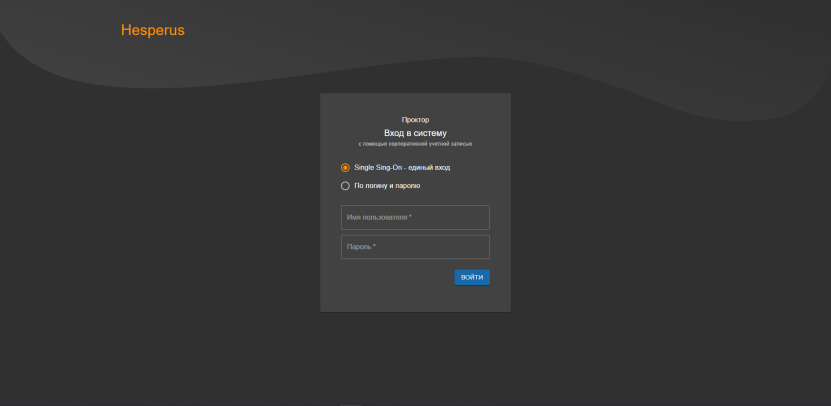 Hesperus
Проктор
Вход в систему
с помощью корпоративной учетной записью
Single Sing-On - единый вход
По логину и паролю
Имя пользователя *
Пароль *
ВОЙТИ